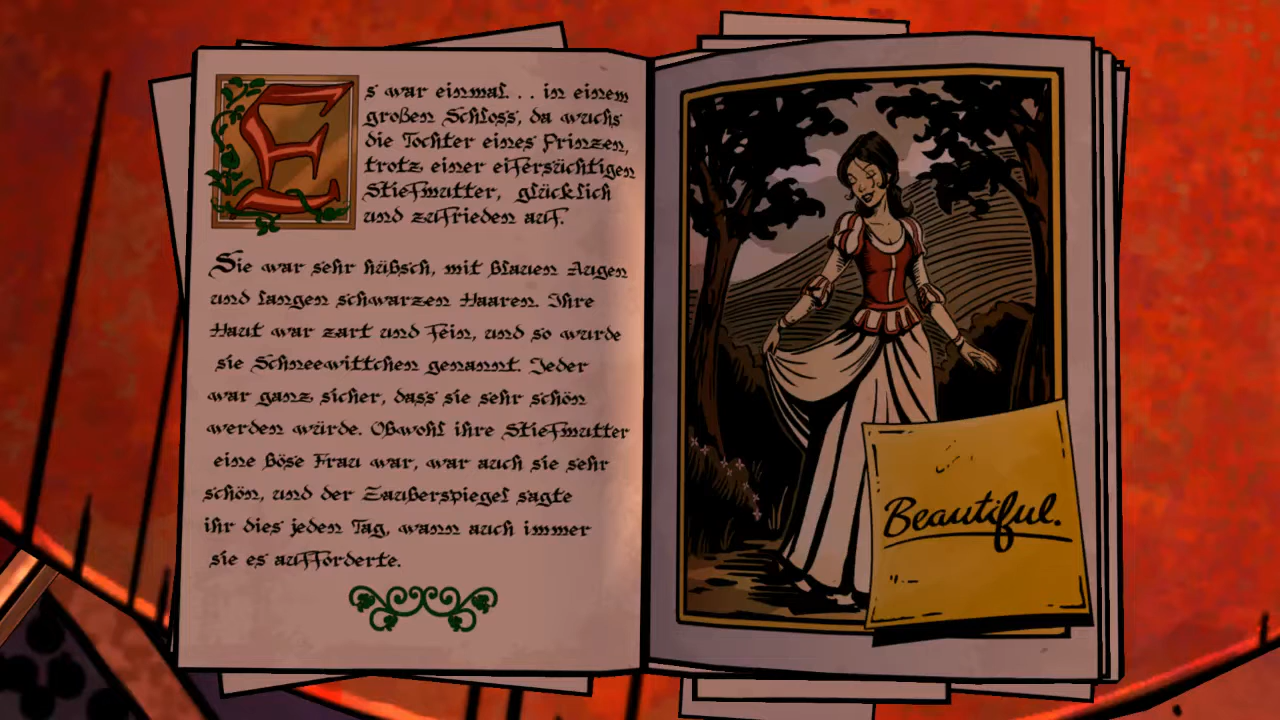 Es war einmal. . . in einem
großen Schloss, da wuchs
die Tochter eines Prinzen,
trotz einer eifersüchtigen
Stiefmutter, glücklich
und zufrieden auf.
Sie war sehr hübsch, mit blauen Augen
und langen schwarzen Haaren. Ihre
Haut war zart und fein, und so wurde
sie Schneewittchen genannt. Jeder
war ganz sicher, dass sie sehr schön
werden würde. Obwohl ihre Stiefmutter
eine böse Frau war, war auch sie sehr
schön, und der Zauberspiegel sagte
ihr dies jeden Tag, wann auch immer
sie es aufforderte.
Beautiful.